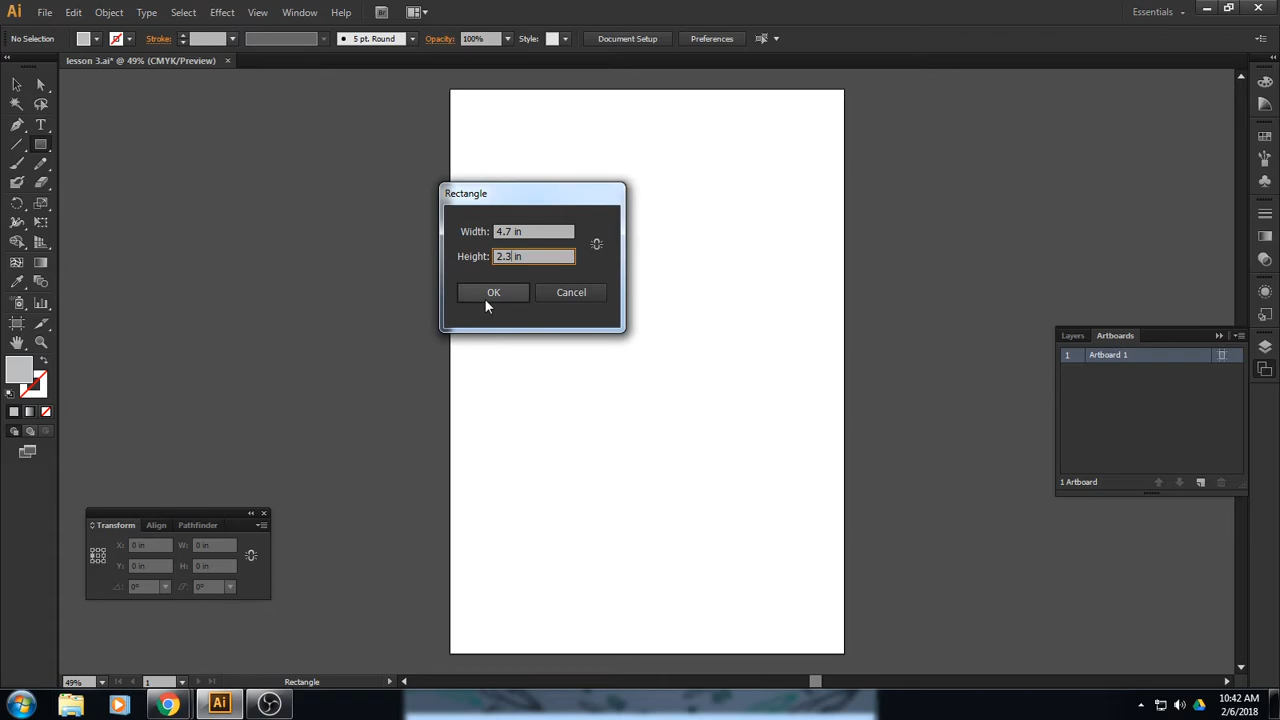 Ai File Edit Object Type Select Effect View Window Help Br Essentials
No Selection Stroke: 5 pt. Round Opacity: 100% Style: Document Setup Preferences
lesson 3.ai* @ 49% (CMYK/Preview) ×
Rectangle
Width: 4.7 in
Height: 2.3 in
OK Cancel
Layers Artboards
1 Artboard 1
1 Artboard
Transform Align Pathfinder
X: 0 in W: 0 in
Y: 0 in H: 0 in
0° 0°
49% 1 Rectangle
Ai
10:42 AM
2/6/2018